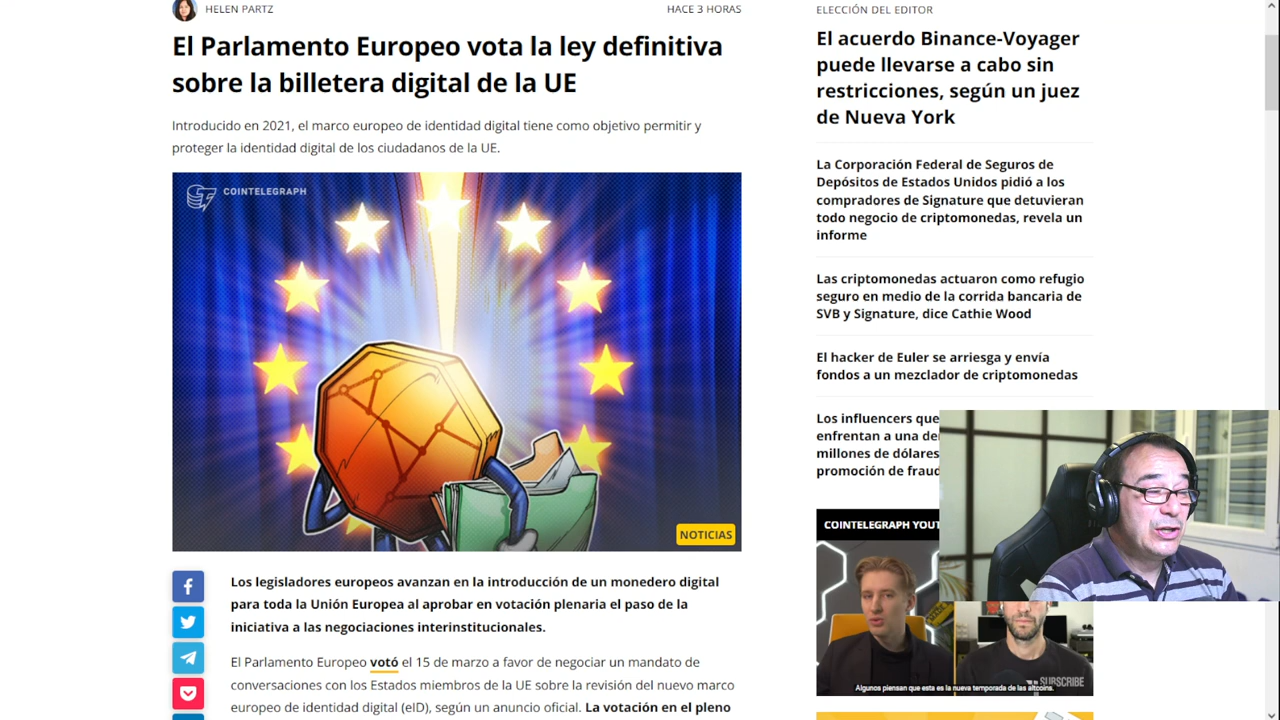 HELEN PARTZ
HACE 3 HORAS
El Parlamento Europeo vota la ley definitiva
sobre la billetera digital de la UE
Introducido en 2021, el marco europeo de identidad digital tiene como objetivo permitir y
proteger la identidad digital de los ciudadanos de la UE.
COINTELEGRAPH
NOTICIAS
Los legisladores europeos avanzan en la introducción de un monedero digital
para toda la Unión Europea al aprobar en votación plenaria el paso de la
iniciativa a las negociaciones interinstitucionales.
El Parlamento Europeo votó el 15 de marzo a favor de negociar un mandato de
conversaciones con los Estados miembros de la UE sobre la revisión del nuevo marco
europeo de identidad digital (eID), según un anuncio oficial. La votación en el pleno
ELECCIÓN DEL EDITOR
El acuerdo Binance-Voyager
puede llevarse a cabo sin
restricciones, según un juez
de Nueva York
La Corporación Federal de Seguros de
Depósitos de Estados Unidos pidió a los
compradores de Signature que detuvieran
todo negocio de criptomonedas, revela un
informe
Las criptomonedas actuaron como refugio
seguro en medio de la corrida bancaria de
SVB y Signature, dice Cathie Wood
El hacker de Euler se arriesga y envía
fondos a un mezclador de criptomonedas
Los influencers que
enfrentan a una
millones de dólares
promoción de
COINTELEGRAPH
Algunos piensan que esta es la nueva temporada de las altcoins.
SUBSCRIBE